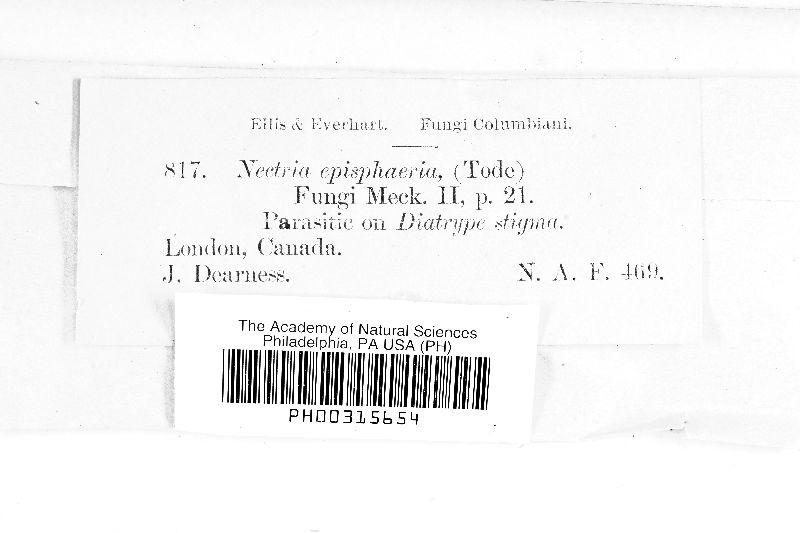 Ellis & Everhart. Fungi Columbiani.
817. Nectria episphaeria, (Tode)
Fungi Meck. II, p. 21.
Parasitic on Diatrype stigma.
London, Canada.
J. Dearness. N. A. F. 469.
The Academy of Natural Sciences
Philadelphia, PA USA (PH)
PH00315654